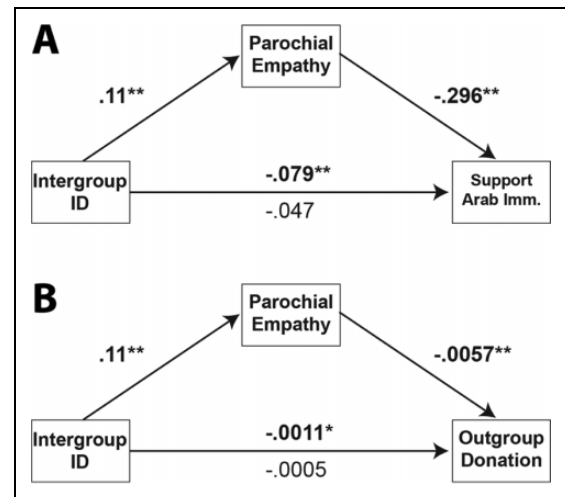 A
Parochial
Empathy
.11**
-.296**
Intergroup
ID
-.079**
-.047
Support
Arab Imm.
B
Parochial
Empathy
.11**
-.0057**
Intergroup
ID
-.0011*
-.0005
Outgroup
Donation